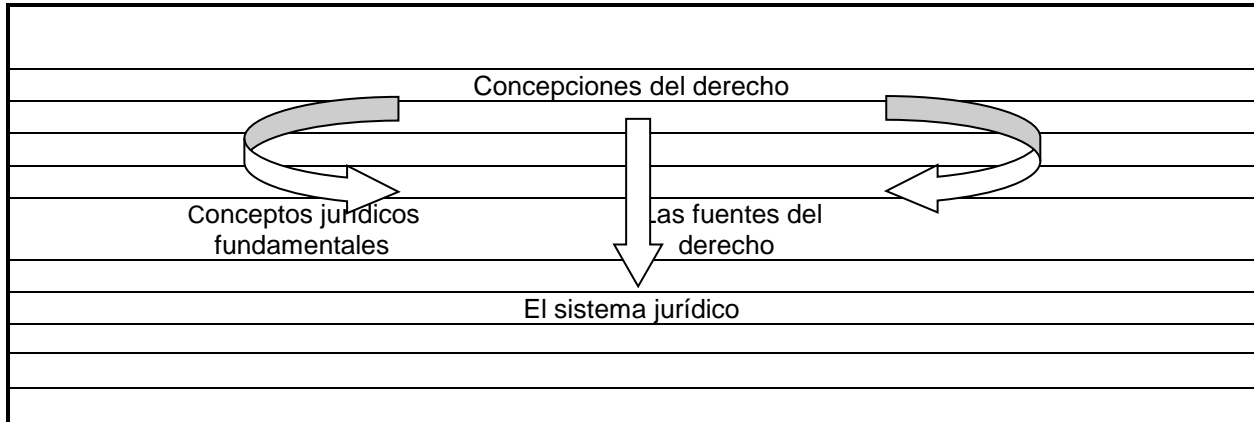 Concepciones del derecho
Conceptos jurídicos
fundamentales
Las fuentes del
derecho
El sistema jurídico